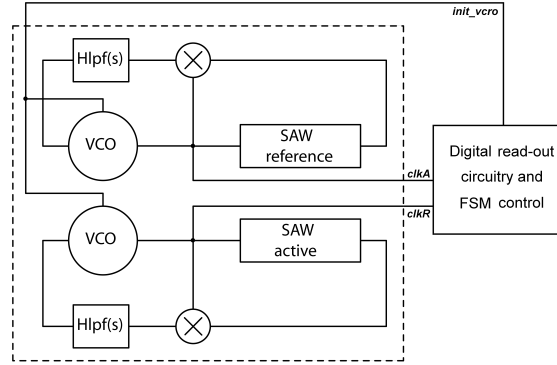 init_vcro
Hlpf(s)
VCO
SAW
reference
clkA
Digital read-out
circuitry and
FSM control
clkR
VCO
SAW
active
Hlpf(s)